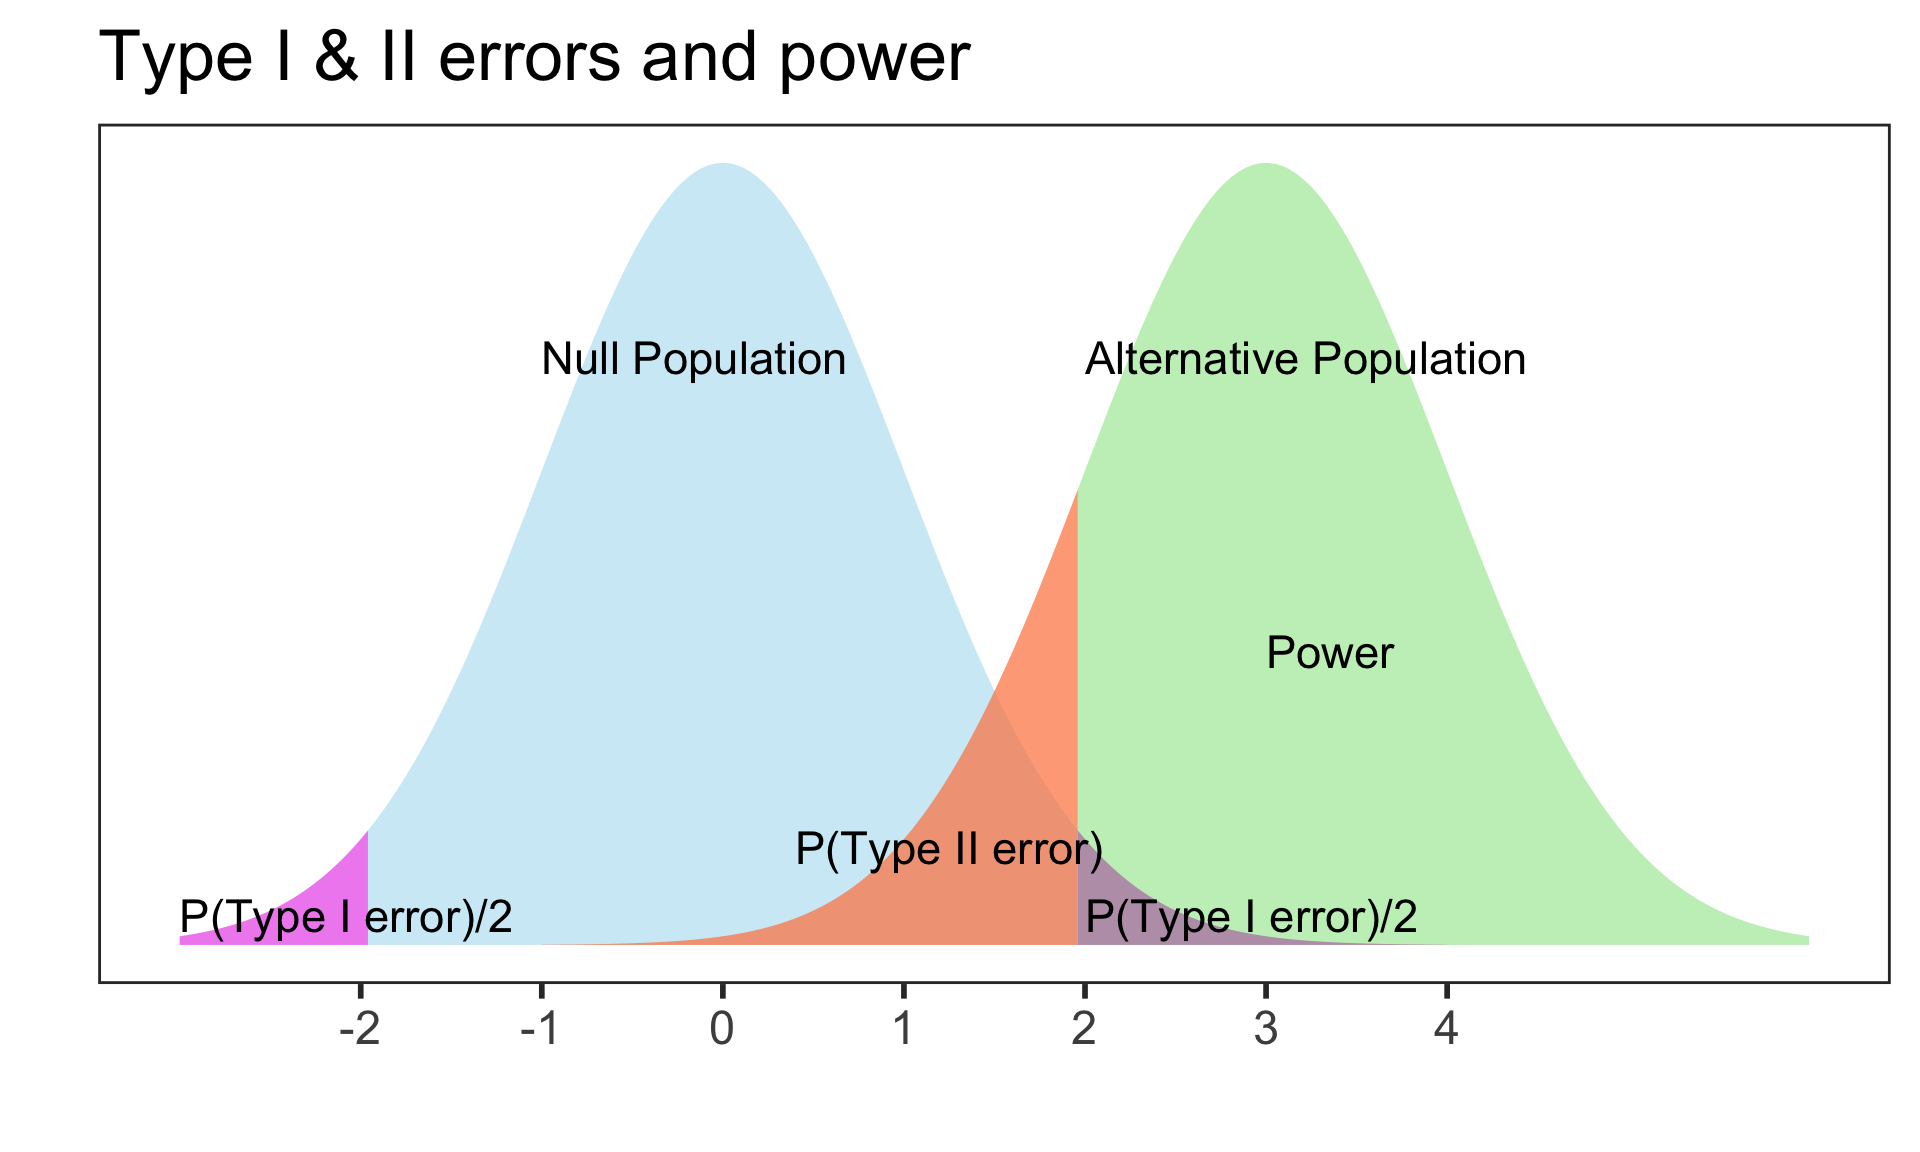 Type I & II errors and power
Null Population
Alternative Population
Power
P(Type II error)
P(Type I error)/2
P(Type I error)/2
-2
-1
0
1
2
3
4